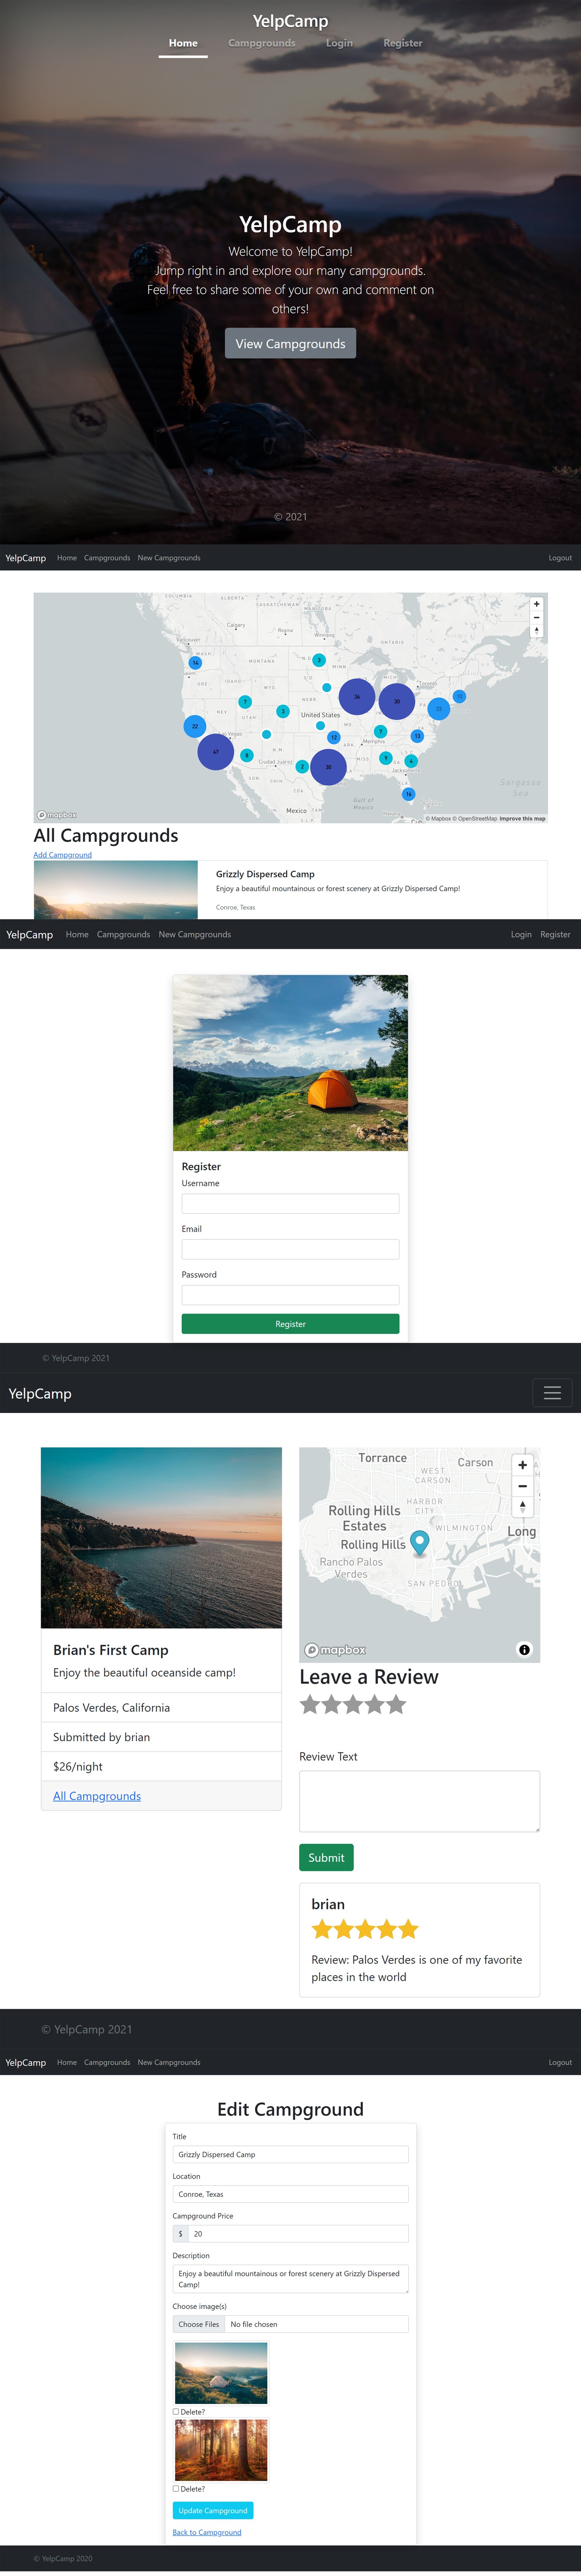 YelpCamp
Home Campgrounds Login Register
YelpCamp
Welcome to YelpCamp!
Jump right in and explore our many campgrounds.
Feel free to share some of your own and comment on
others!
View Campgrounds
© 2021
YelpCamp Home Campgrounds New Campgrounds Logout
COLUMBIA
ALBERTA
SASKATCHEWAN
MANITOBA
Calgary
Regina
Winnipeg
Vancouver
ONTARIO
WASH.
MONTANA
N.D.
MINN.
3
14
Toronto
ORE.
IDAHO
WYO.
S.D.
7
3
34
30
10
23
NEV.
UTAH
NEBR.
United States
22
Las Vegas
12
7
13
Memphis
47
8
N.M.
ARK.
MISS.
9
4
Ciudad Juarez
2
30
Jacksonville
SON.
CHIH.
COA.
Gulf of
Mexico
16
Sargasso
Sea
Mexico
mapbox
© Mapbox © OpenStreetMap Improve this map
All Campgrounds
Add Campground
Grizzly Dispersed Camp
Enjoy a beautiful mountainous or forest scenery at Grizzly Dispersed Camp!
Conroe, Texas
YelpCamp Home Campgrounds New Campgrounds Login Register
Register
Username
Email
Password
Register
© YelpCamp 2021
YelpCamp
Torrance
Carson
WEST
CARSON
HARBOR
CITY
Rolling Hills
Estates
WILMINGTON
Long
Rolling Hills
Rancho Palos
Verdes
SAN PEDRO
mapbox
Brian's First Camp
Enjoy the beautiful oceanside camp!
Palos Verdes, California
Submitted by brian
$26/night
All Campgrounds
Leave a Review
Review Text
Submit
brian
Review: Palos Verdes is one of my favorite
places in the world
© YelpCamp 2021
YelpCamp Home Campgrounds New Campgrounds Logout
Edit Campground
Title
Grizzly Dispersed Camp
Location
Conroe, Texas
Campground Price
$ 20
Description
Enjoy a beautiful mountainous or forest scenery at Grizzly Dispersed
Camp!
Choose image(s)
Choose Files No file chosen
Delete?
Delete?
Update Campground
Back to Campground
© YelpCamp 2020